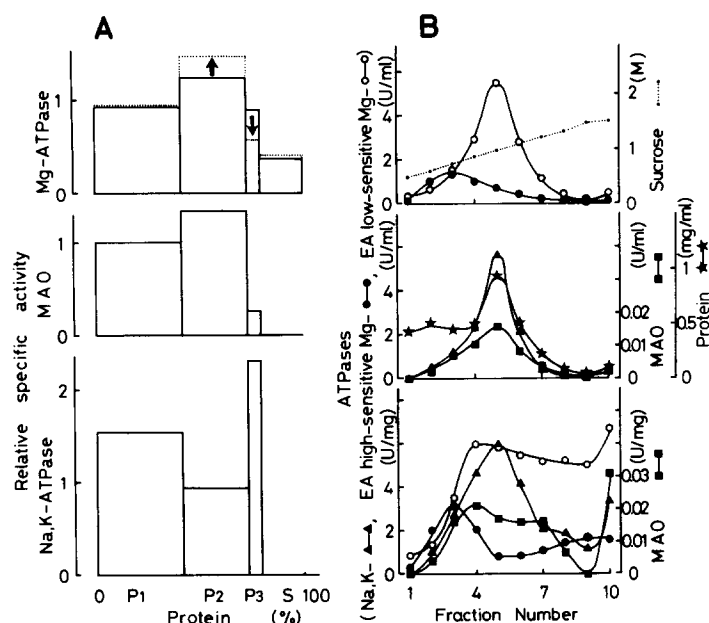 A
B
Mg-ATPase
1
0
MAO
1
0
Relative specific activity
Na,K-ATPase
2
1
0
0 P1 P2 P3 S 100
Protein (%)
ATPases
(Na,K- ▲—▲, EA high-sensitive Mg- ●—●, EA low-sensitive Mg- ○—○)
(U/ml)
4
2
0
2
1
0
(M)
Sucrose
(U/ml)
4
2
0
(U/ml)
0.02
0.01
0
MAO ■—■
(mg/ml)
1
0.5
0
Protein ★—★
(U/mg)
6
4
2
0
(U/mg)
0.03
0.02
0.01
0
MAO ■—■
1 4 7 10
Fraction Number